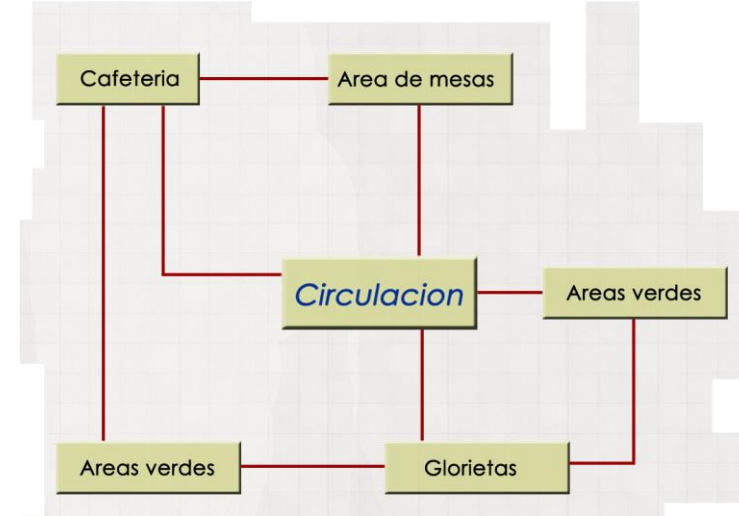 Cafeteria
Area de mesas
Circulacion
Areas verdes
Areas verdes
Glorietas